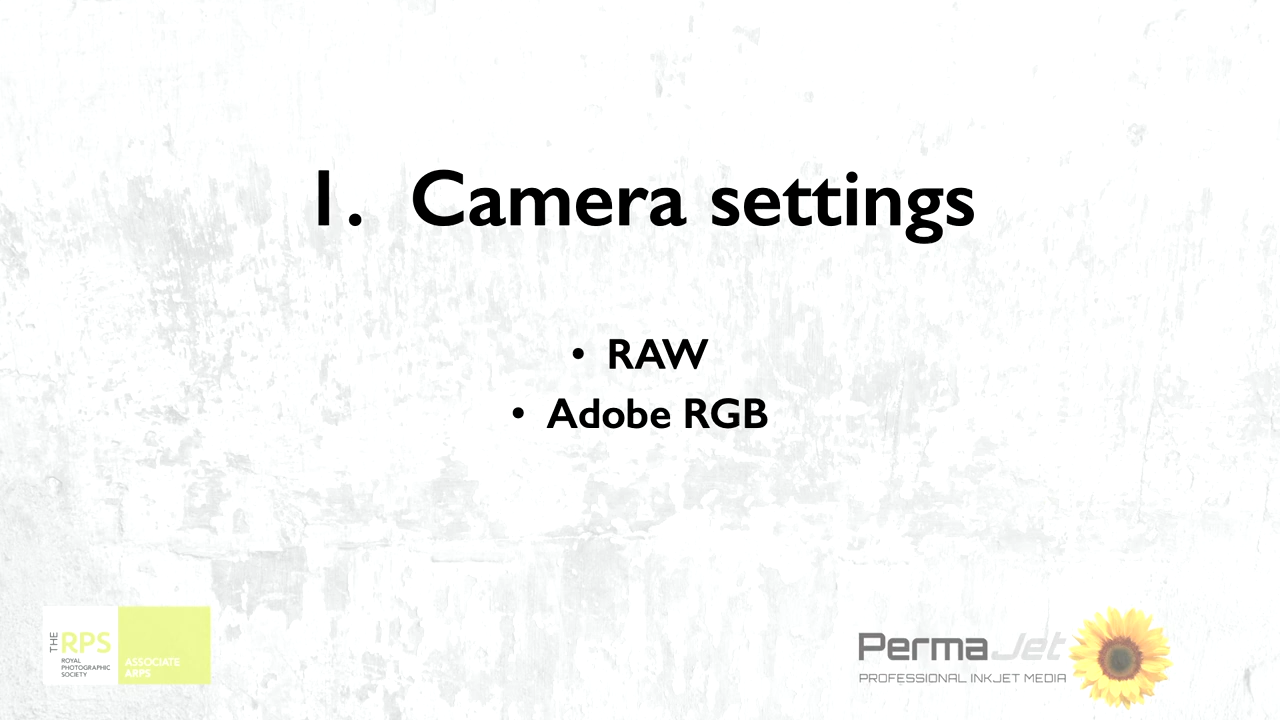 1. Camera settings
• RAW
• Adobe RGB
THE RPS
ROYAL
PHOTOGRAPHIC
SOCIETY
ASSOCIATE
ARPS
PermaJet
PROFESSIONAL INKJET MEDIA